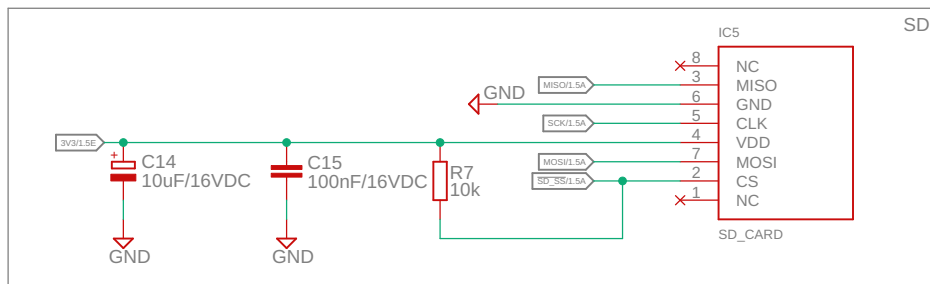 SD
IC5
8
NC
MISO/1.5A
3
MISO
GND
6
GND
SCK/1.5A
5
CLK
3V3/1.5E
4
VDD
+
C14
10uF/16VDC
C15
100nF/16VDC
R7
10k
MOSI/1.5A
7
MOSI
SD_SS/1.5A
2
CS
1
NC
SD_CARD
GND
GND